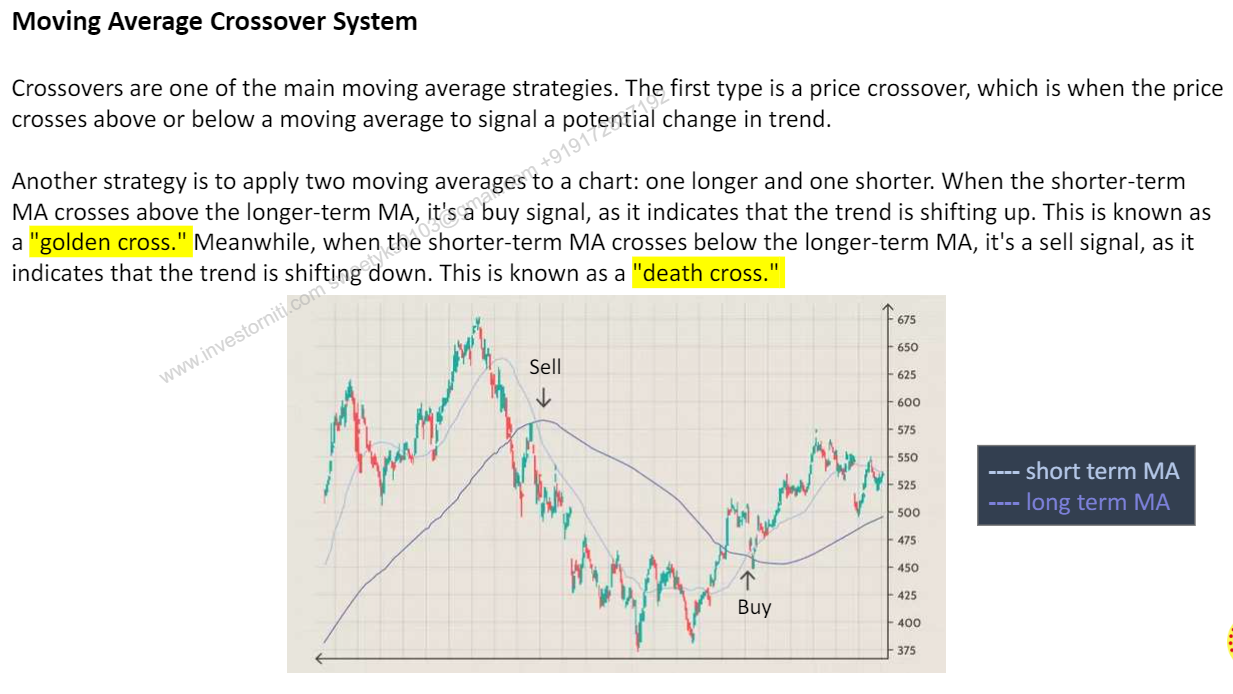 Moving Average Crossover System
Crossovers are one of the main moving average strategies. The first type is a price crossover, which is when the price
crosses above or below a moving average to signal a potential change in trend.
Another strategy is to apply two moving averages to a chart: one longer and one shorter. When the shorter-term
MA crosses above the longer-term MA, it's a buy signal, as it indicates that the trend is shifting up. This is known as
a "golden cross." Meanwhile, when the shorter-term MA crosses below the longer-term MA, it's a sell signal, as it
indicates that the trend is shifting down. This is known as a "death cross."
www.investorniti.com
675
650
Sell
625
600
575
550
525
500
475
450
425
Buy
400
375
---- short term MA
---- long term MA